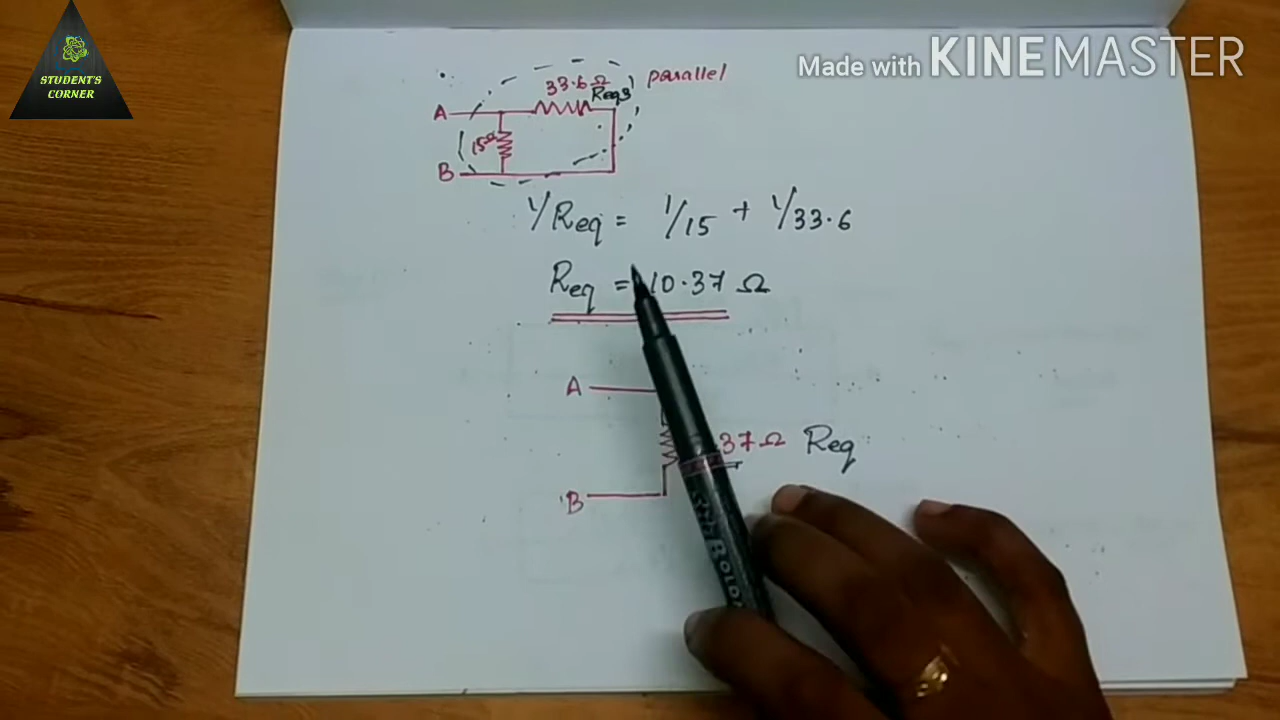 STUDENT'S
CORNER
Made with KINEMASTER
33.6 Ω
Req3
parallel
A
15Ω
B
1/Req = 1/15 + 1/33.6
Req = 10.37 Ω
A
37 Ω Req
B